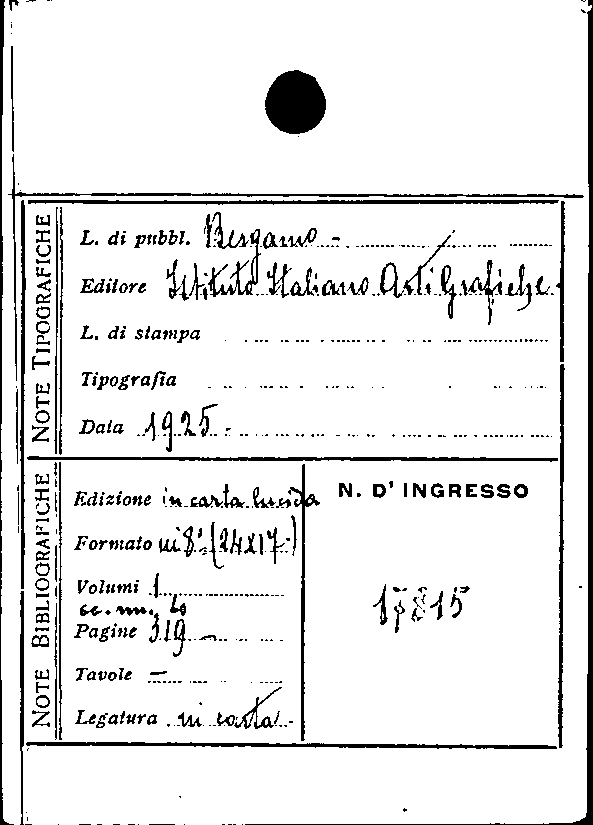 NOTE TIPOGRAFICHE
L. di pubbl. Bergamo -
Editore Istituto Italiano Arti Grafiche -
L. di stampa
Tipografia
Data 1925 -
NOTE BIBLIOGRAFICHE
Edizione in carta lucida
Formato in 8° (24x17-)
Volumi 1
Pagine 319 -
Tavole -
Legatura in carta -
N. D' INGRESSO
17815